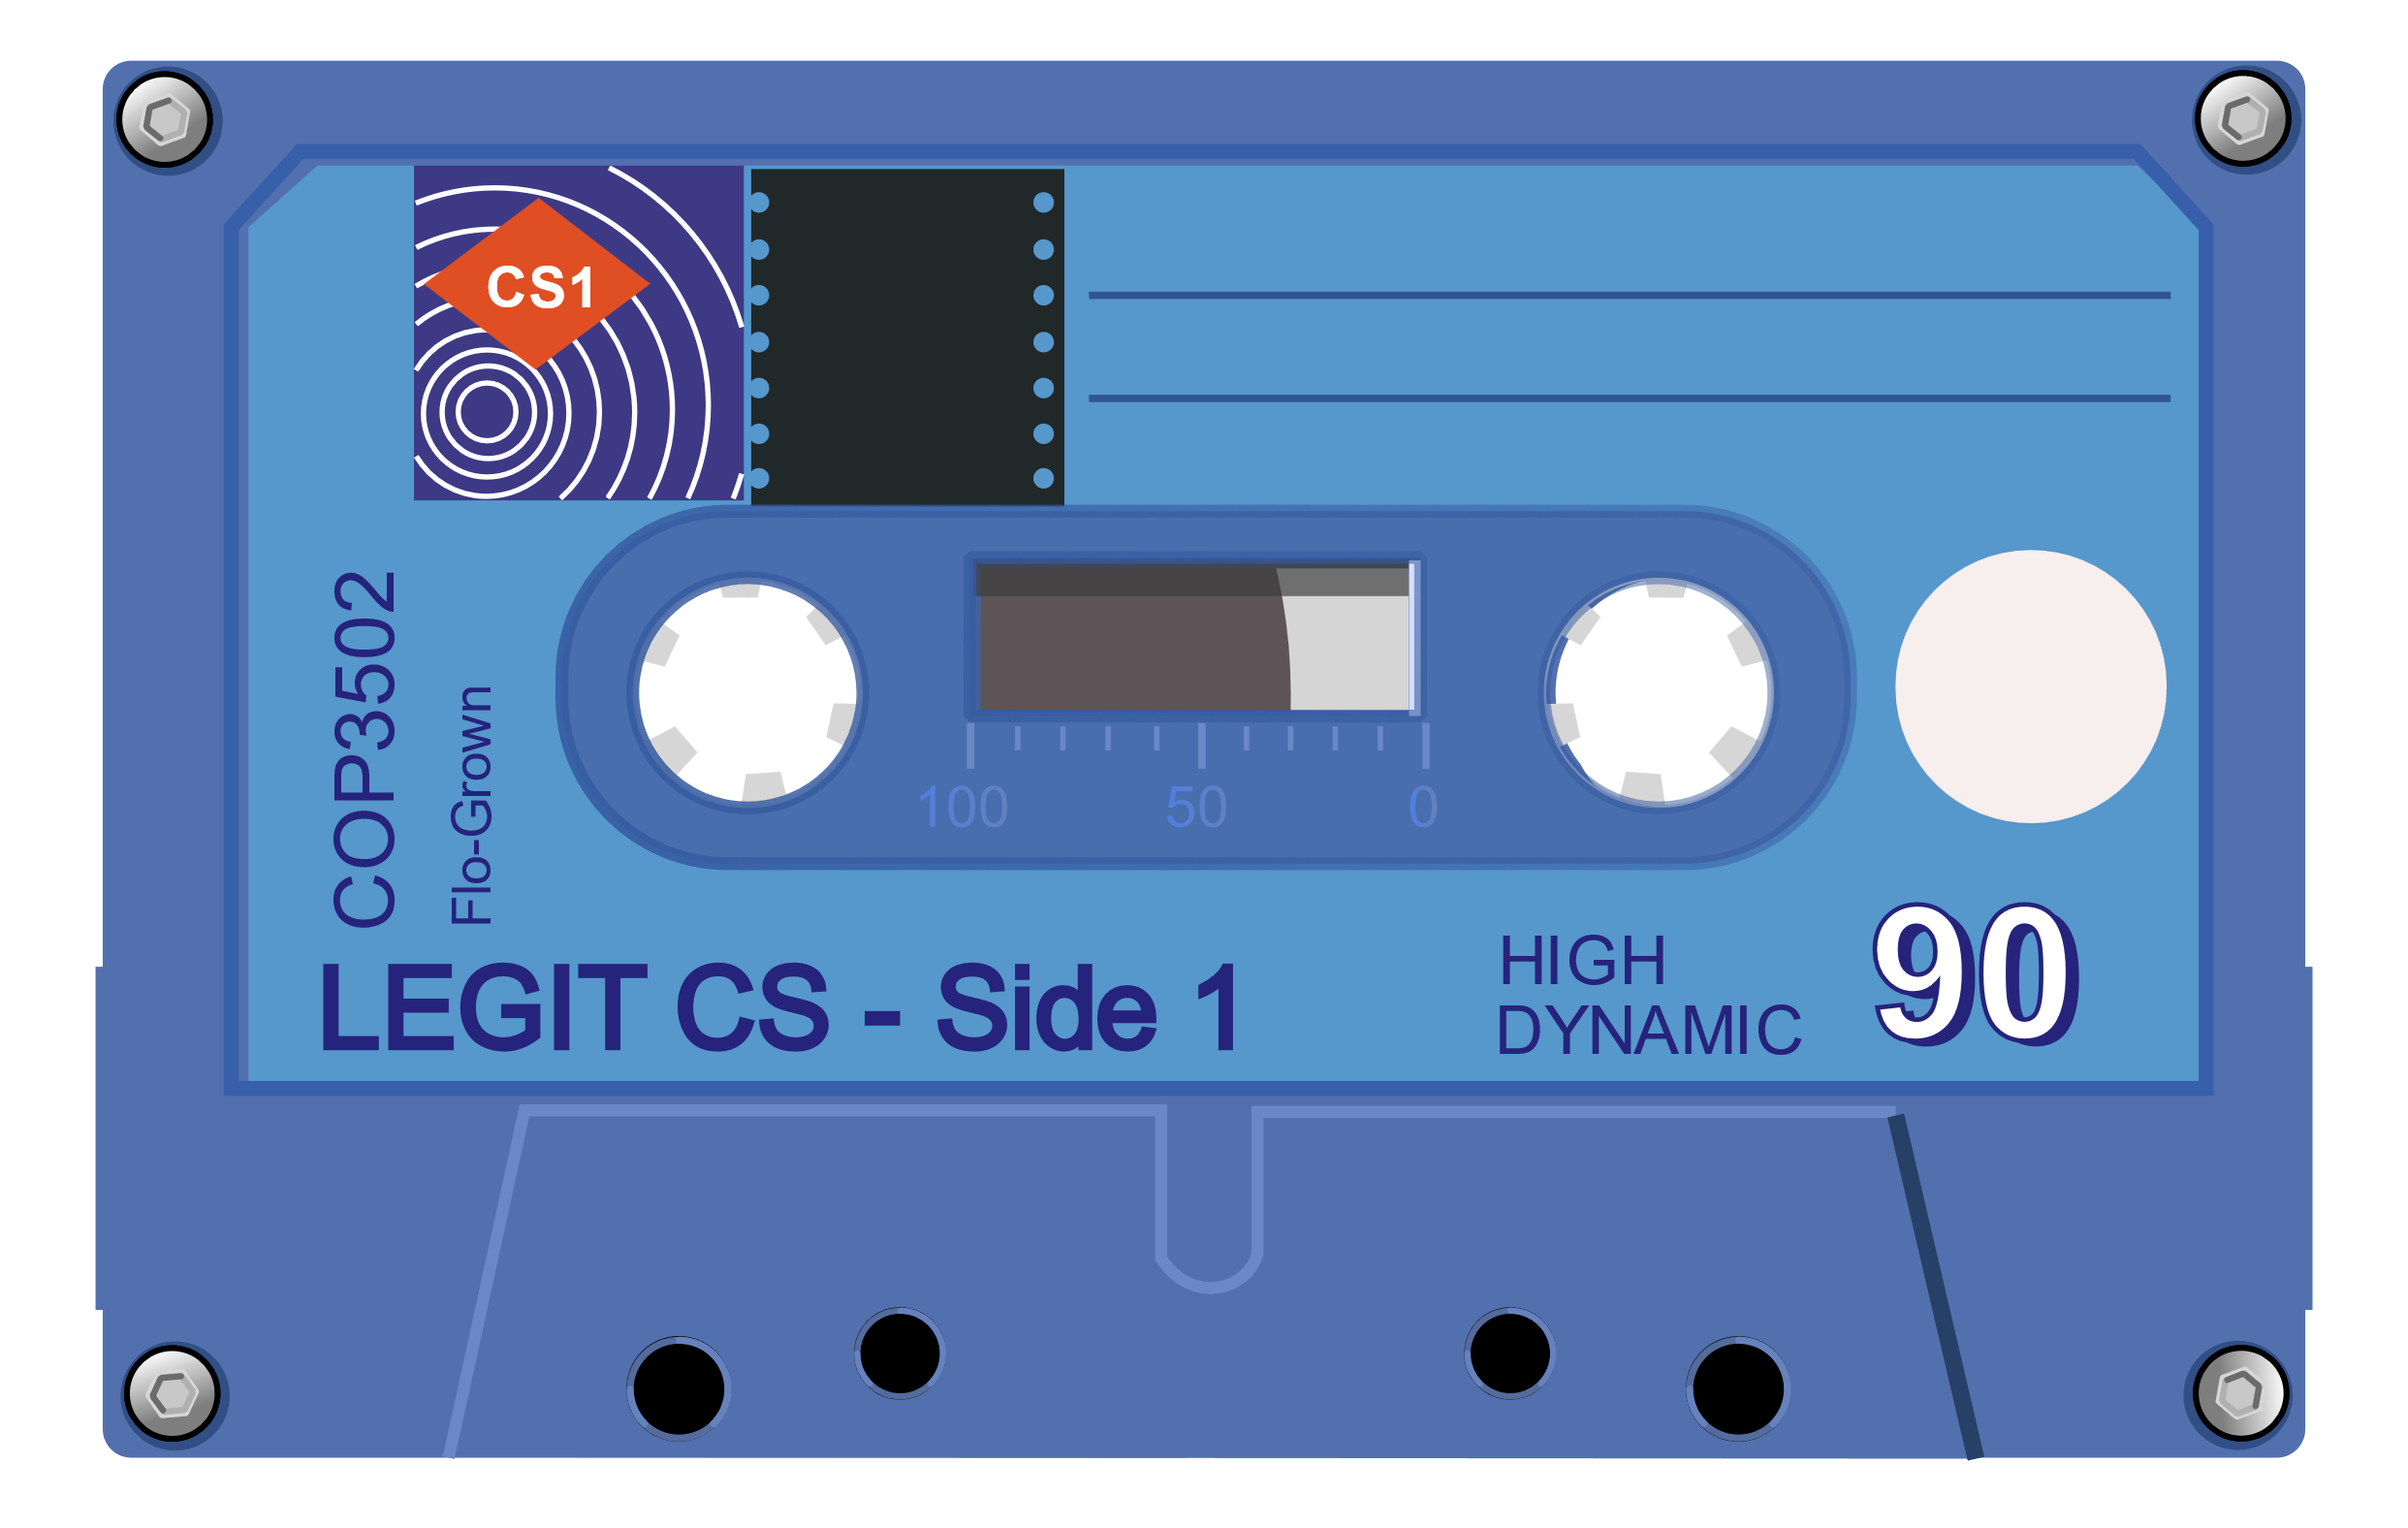 CS1
COP3502
Flo-Grown
100 50 0
LEGIT CS - Side 1
HIGH
DYNAMIC
90